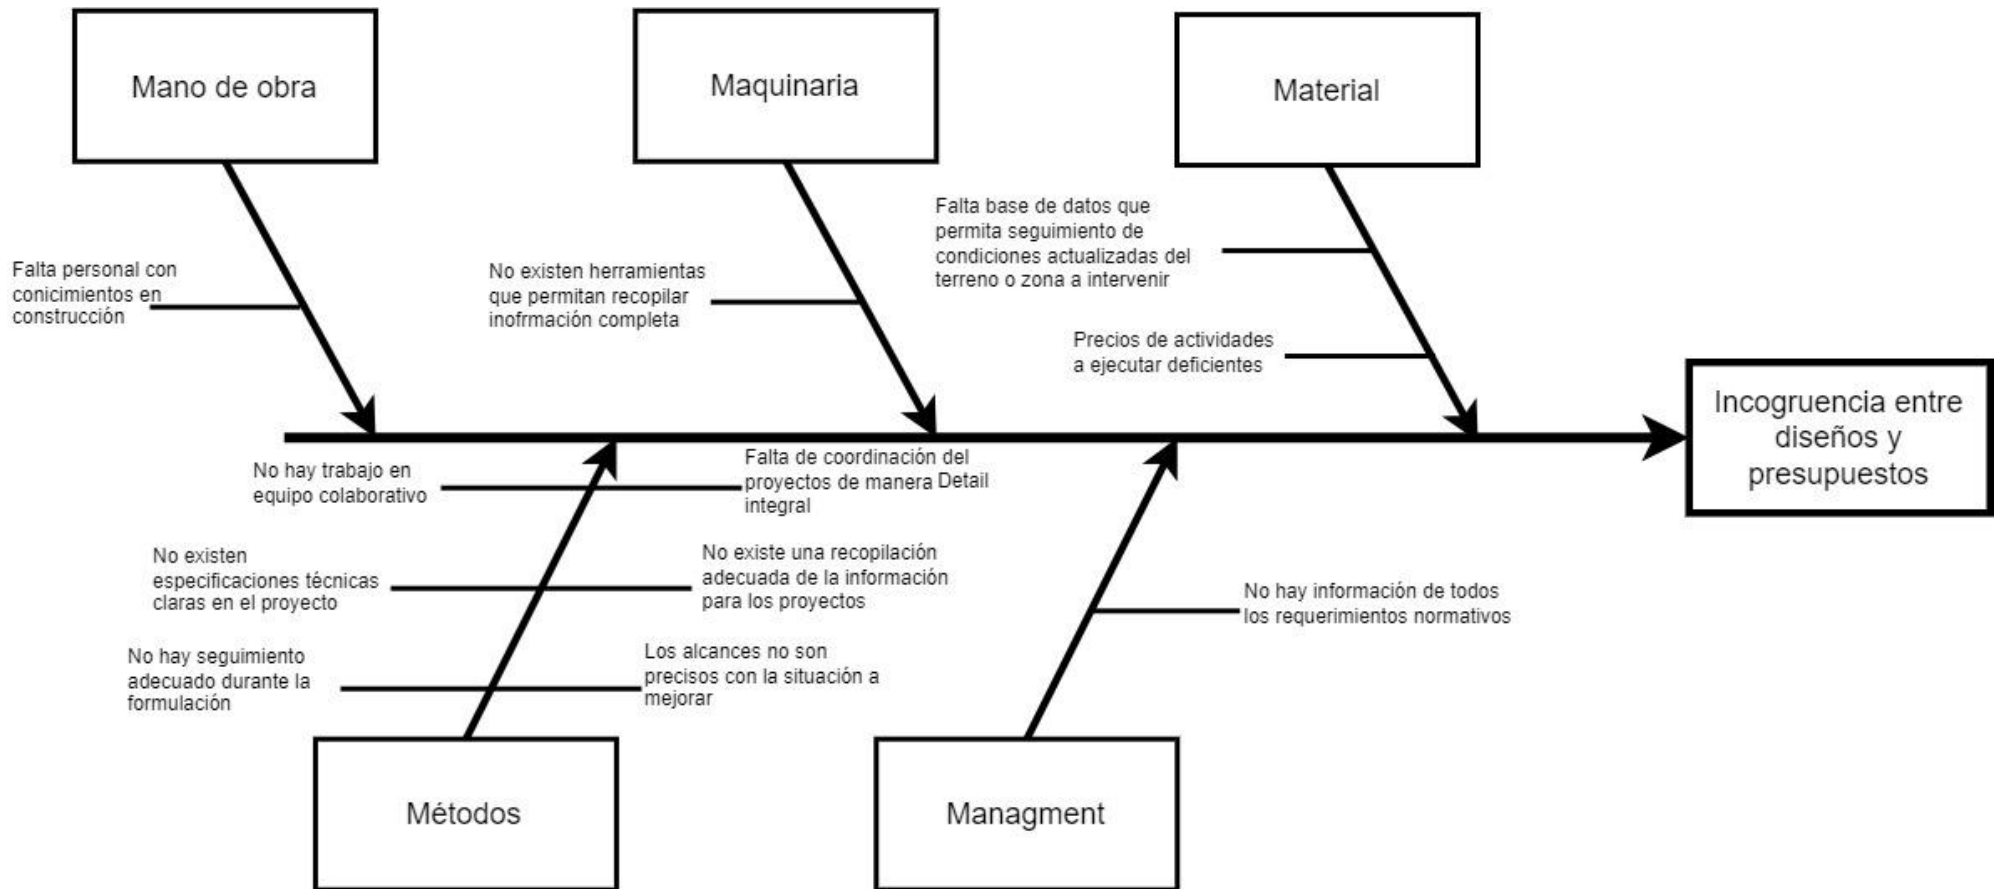 Mano de obra
Maquinaria
Material
Falta personal con
conicimientos en
construcción
No existen herramientas
que permitan recopilar
inofrmación completa
Falta base de datos que
permita seguimiento de
condiciones actualizadas del
terreno o zona a intervenir
Precios de actividades
a ejecutar deficientes
Incogruencia entre
diseños y
presupuestos
No hay trabajo en
equipo colaborativo
Falta de coordinación del
proyectos de manera Detail
integral
No existen
especificaciones técnicas
claras en el proyecto
No existe una recopilación
adecuada de la información
para los proyectos
No hay seguimiento
adecuado durante la
formulación
Los alcances no son
precisos con la situación a
mejorar
No hay información de todos
los requerimientos normativos
Métodos
Managment